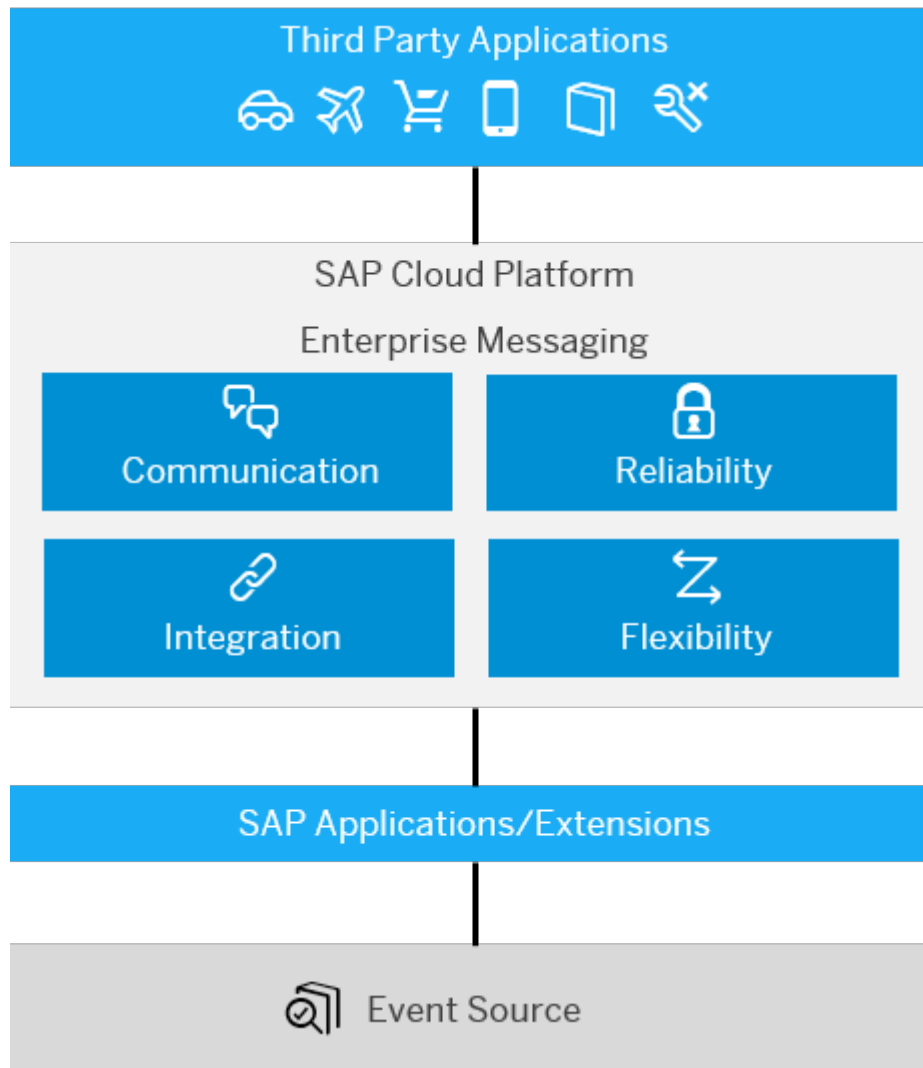 Third Party Applications
SAP Cloud Platform
Enterprise Messaging
Communication
Reliability
Integration
Flexibility
SAP Applications/Extensions
Event Source